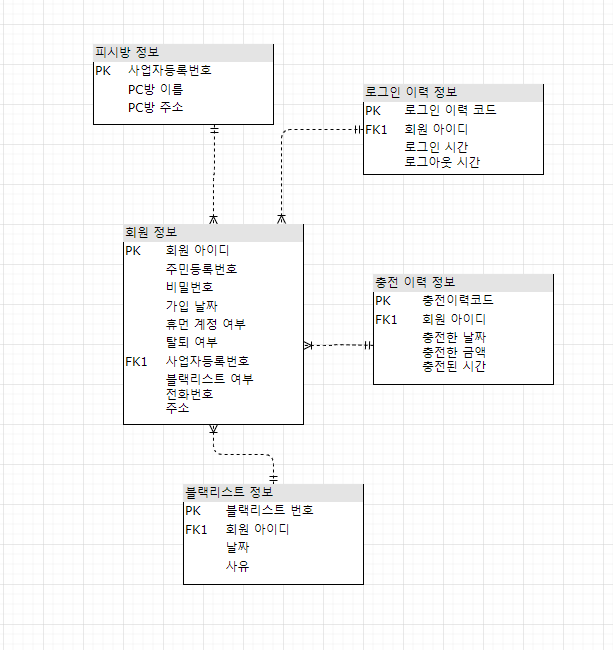 피시방 정보
PK 사업자등록번호
PC방 이름
PC방 주소
로그인 이력 정보
PK 로그인 이력 코드
FK1 회원 아이디
로그인 시간
로그아웃 시간
회원 정보
PK 회원 아이디
주민등록번호
비밀번호
가입 날짜
휴먼 계정 여부
탈퇴 여부
FK1 사업자등록번호
블랙리스트 여부
전화번호
주소
충전 이력 정보
PK 충전이력코드
FK1 회원 아이디
충전한 날짜
충전한 금액
충전된 시간
블랙리스트 정보
PK 블랙리스트 번호
FK1 회원 아이디
날짜
사유